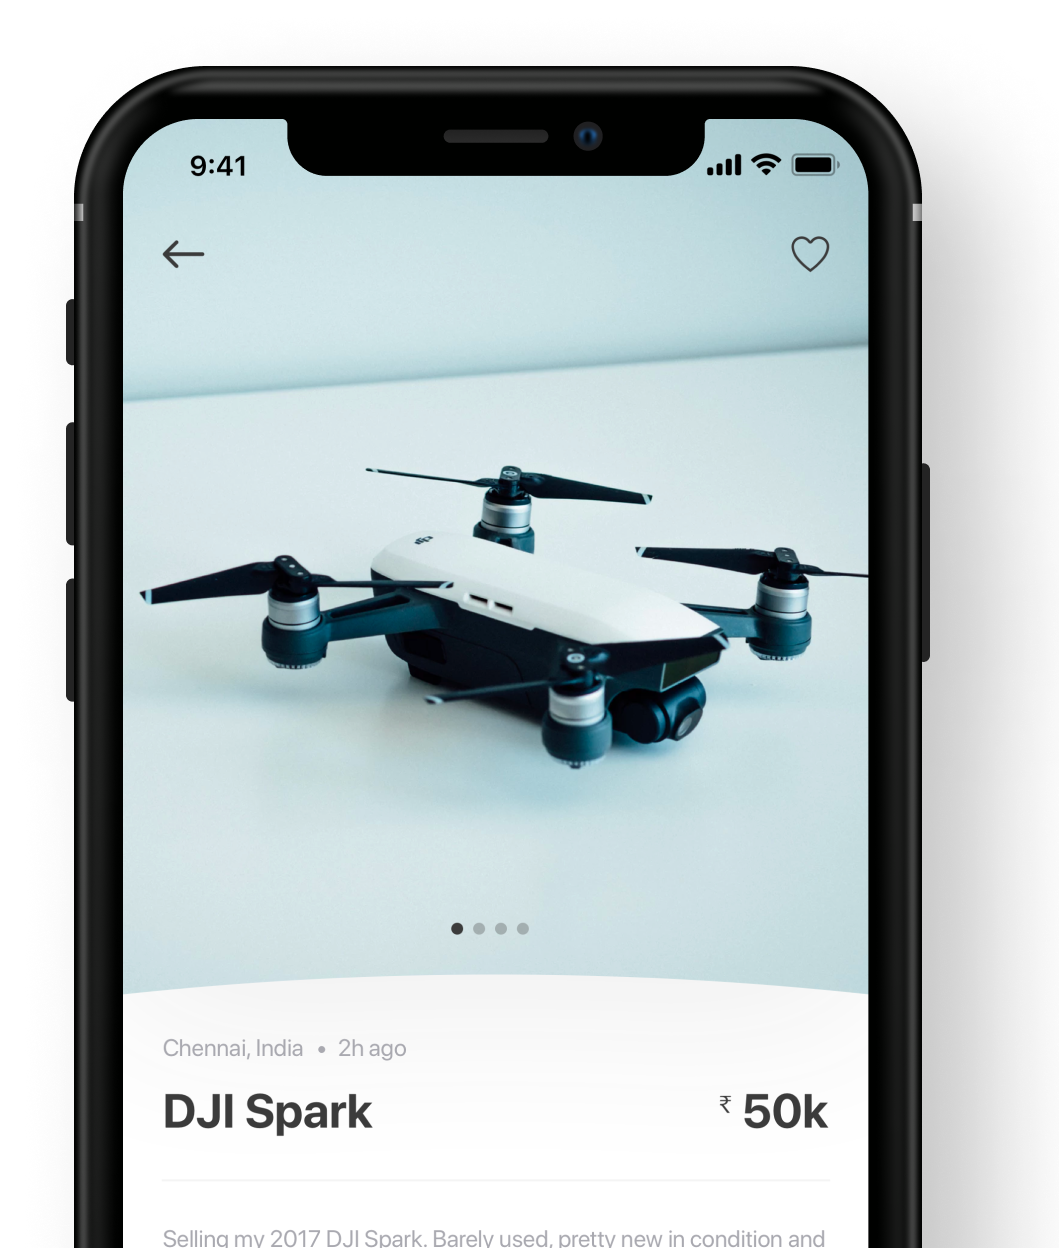 9:41
Chennai, India • 2h ago
DJI Spark
₹ 50k
Selling my 2017 DJI Spark. Barely used, pretty new in condition and